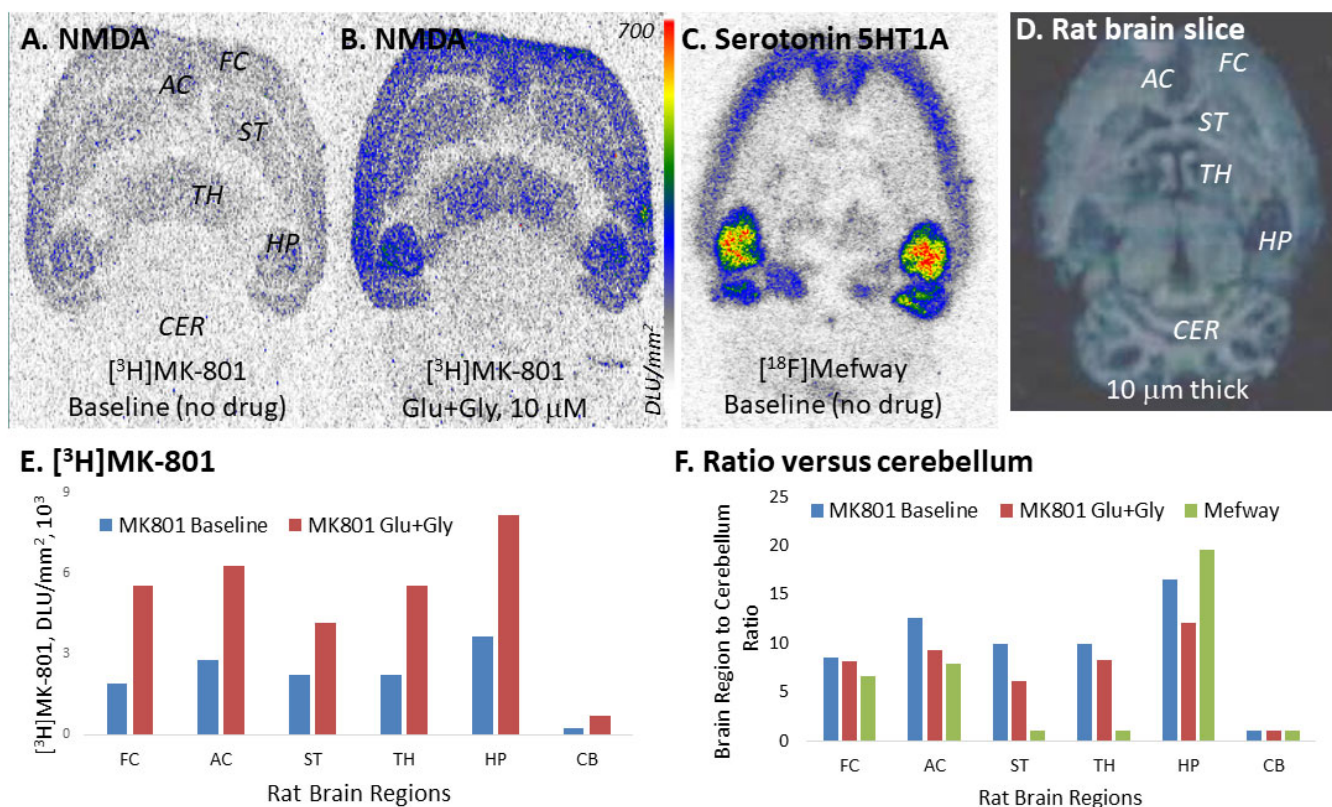 A. NMDA
FC
AC
ST
TH
HP
CER
[³H]MK-801
Baseline (no drug)
B. NMDA
[³H]MK-801
Glu+Gly, 10 μM
700
DLU/mm²
C. Serotonin 5HT1A
[¹⁸F]Mefway
Baseline (no drug)
D. Rat brain slice
AC
FC
ST
TH
HP
CER
10 μm thick
E. [³H]MK-801
[³H]MK-801, DLU/mm², 10³
9
6
3
0
MK801 Baseline
MK801 Glu+Gly
FC AC ST TH HP CB
Rat Brain Regions
F. Ratio versus cerebellum
Brain Region to Cerebellum
Ratio
25
20
15
10
5
0
MK801 Baseline
MK801 Glu+Gly
Mefway
FC AC ST TH HP CB
Rat Brain Regions